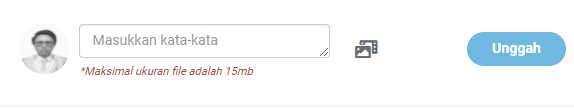 Masukkan kata-kata
Unggah
*Maksimal ukuran file adalah 15mb